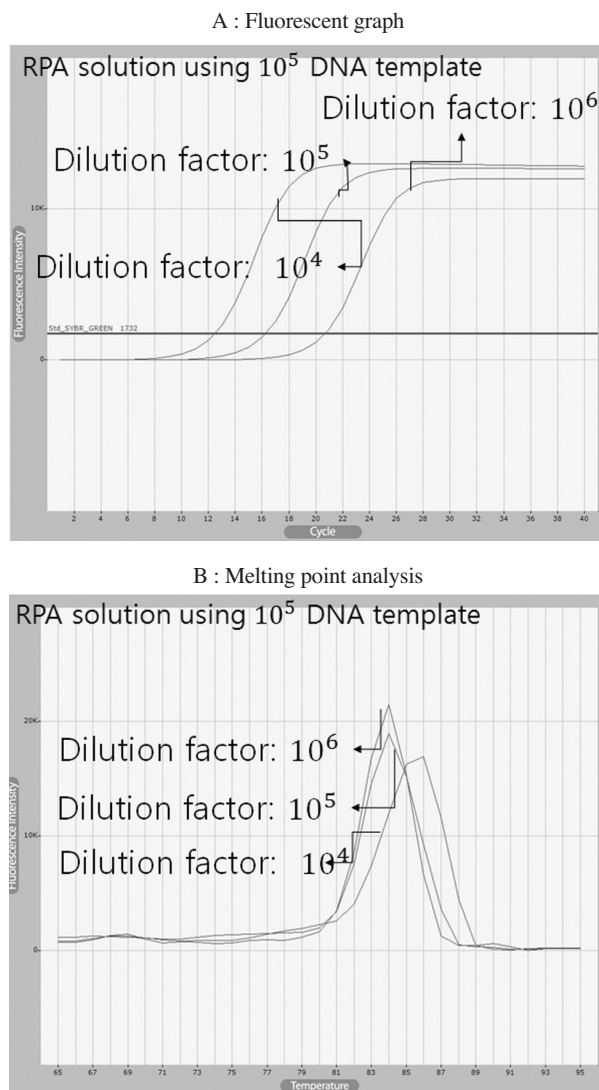 A : Fluorescent graph
RPA solution using 10⁵ DNA template
Dilution factor: 10⁶
Dilution factor: 10⁵
10K
Dilution factor: 10⁴
Fluorescence Intensity
Std_SYBR_GREEN 1732
0
2 4 6 8 10 12 14 16 18 20 22 24 26 28 30 32 34 36 38 40
Cycle
B : Melting point analysis
RPA solution using 10⁵ DNA template
20K
Dilution factor: 10⁶
Dilution factor: 10⁵
Fluorescence Intensity
10K
Dilution factor: 10⁴
0
65 67 69 71 73 75 77 79 81 83 85 87 89 91 93 95
Temperature